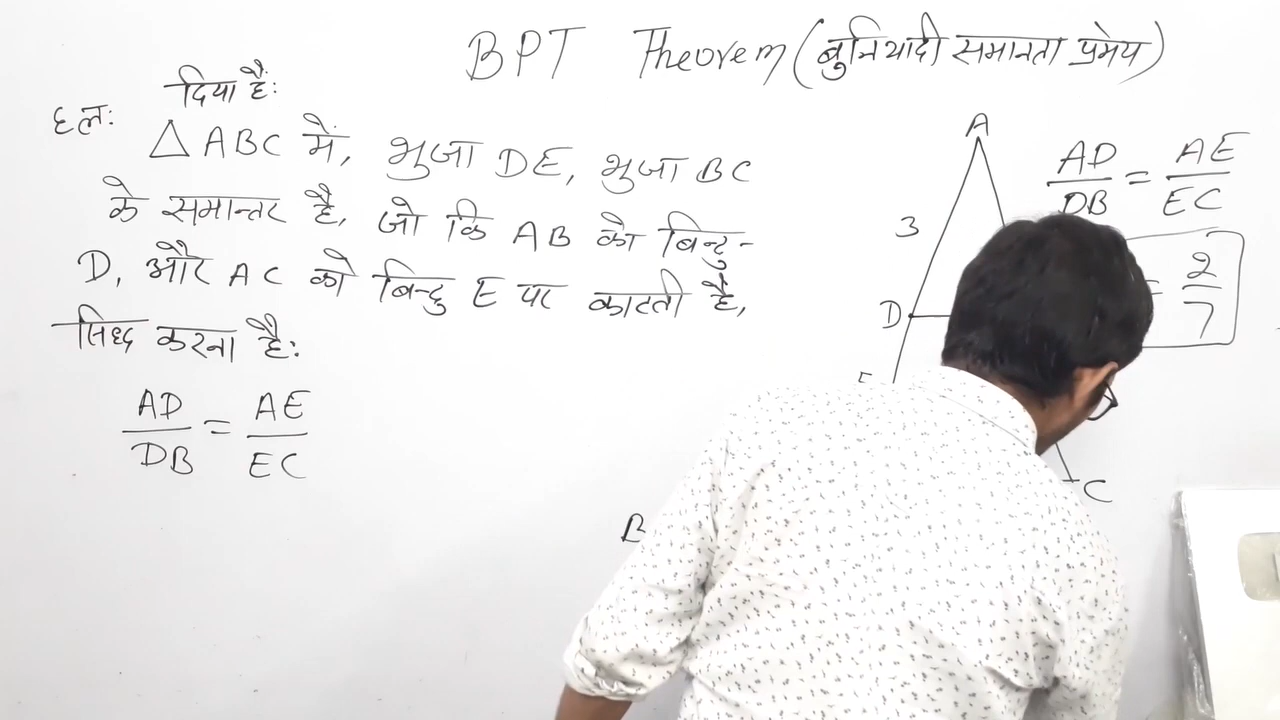 BPT Theorem (बुनियादी समानता प्रमेय)
दिया है:
हल:
△ABC में, भुजा DE, भुजा BC
के समान्तर है, जो कि AB को बिन्दु-
D, और AC को बिन्दु E पर काटती है,
सिध्द करना है:
AD/DB = AE/EC
A
3
D
B
C
AD/DB = AE/EC
= 2/7